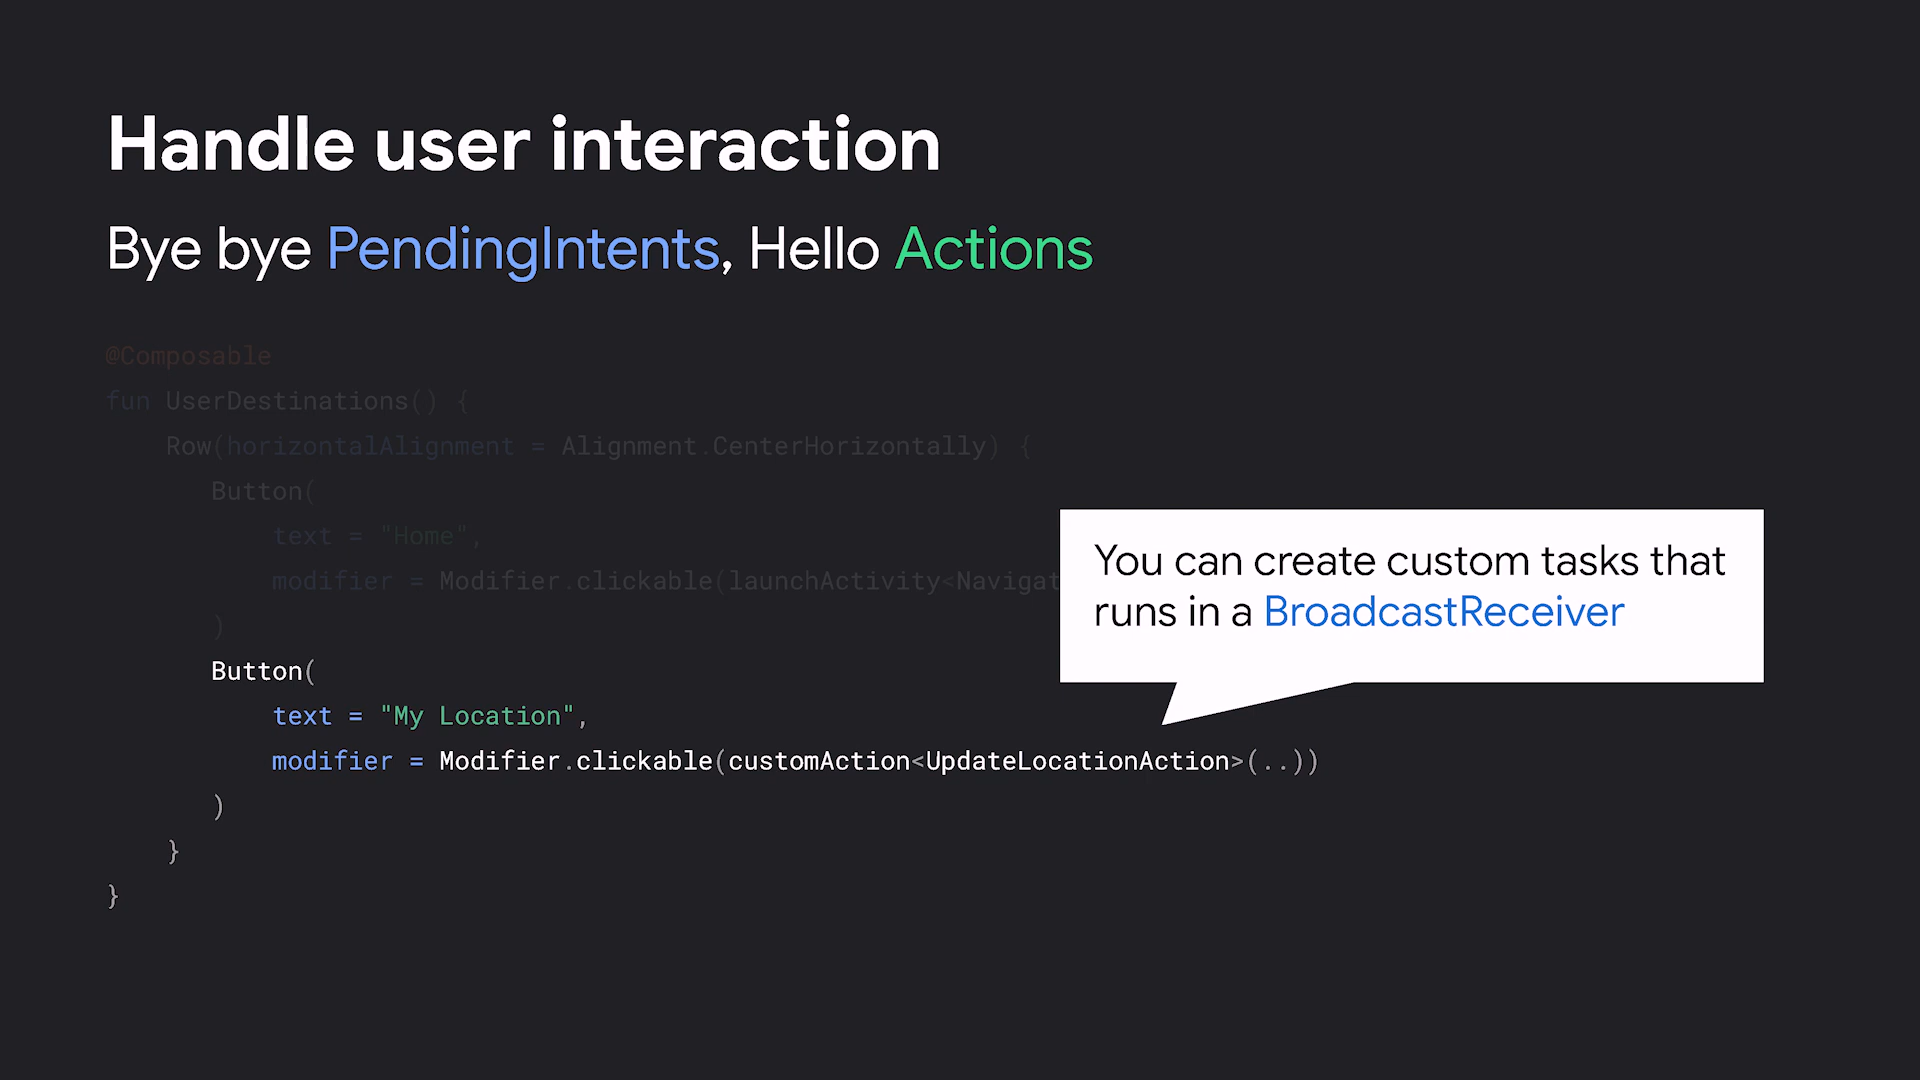 Handle user interaction
Bye bye PendingIntents, Hello Actions
@Composable
fun UserDestinations() {
Row(horizontalAlignment = Alignment.CenterHorizontally) {
Button(
text = "Home",
modifier = Modifier.clickable(launchActivity<Navigat
)
You can create custom tasks that
runs in a BroadcastReceiver
Button(
text = "My Location",
modifier = Modifier.clickable(customAction<UpdateLocationAction>(..))
)
}
}